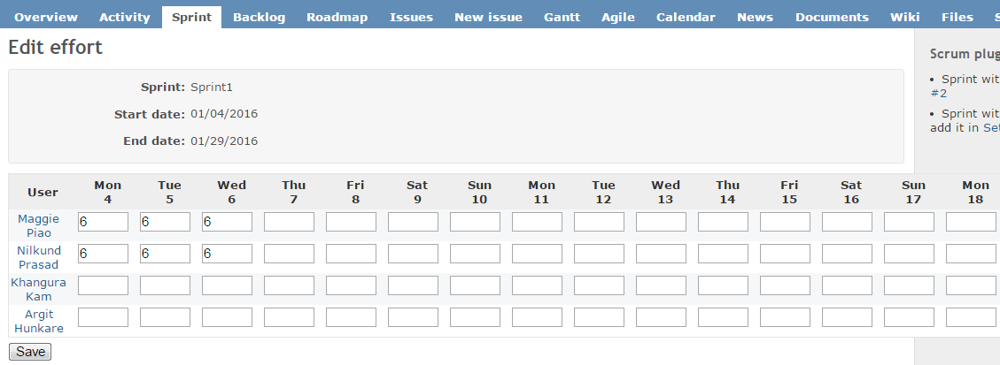 Overview Activity Sprint Backlog Roadmap Issues New issue Gantt Agile Calendar News Documents Wiki Files
Edit effort
Scrum plug
Sprint: Sprint1
• Sprint wit
#2
Start date: 01/04/2016
• Sprint wit
add it in Set
End date: 01/29/2016
User Mon Tue Wed Thu Fri Sat Sun Mon Tue Wed Thu Fri Sat Sun Mon
4 5 6 7 8 9 10 11 12 13 14 15 16 17 18
Maggie
Piao 6 6 6
Nilkund
Prasad 6 6 6
Khangura
Kam
Argit
Hunkare
Save